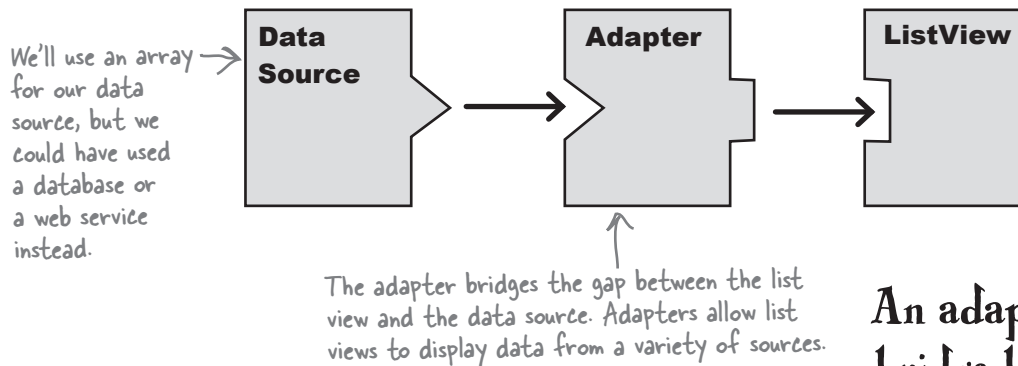 We'll use an array
for our data
source, but we
could have used
a database or
a web service
instead.
Data
Source
Adapter
ListView
The adapter bridges the gap between the list
view and the data source. Adapters allow list
views to display data from a variety of sources.
An